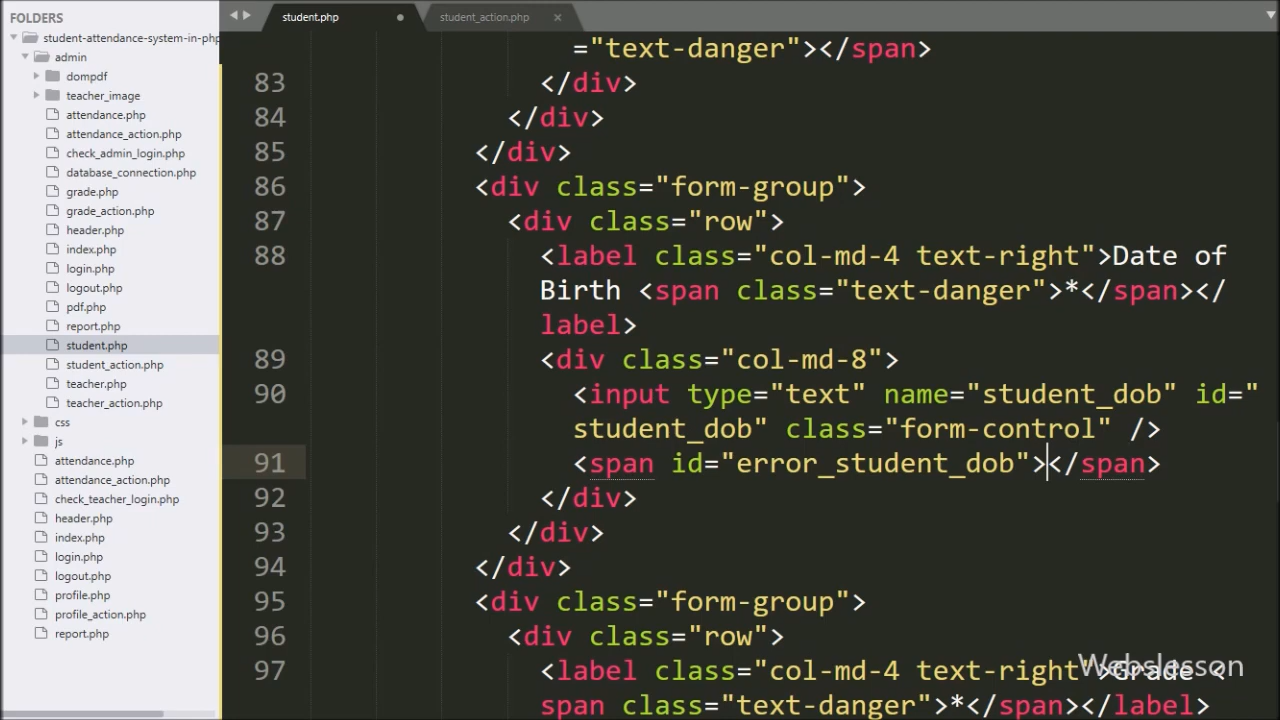 FOLDERS
student-attendance-system-in-php
admin
dompdf
teacher_image
attendance.php
attendance_action.php
check_admin_login.php
database_connection.php
grade.php
grade_action.php
header.php
index.php
login.php
logout.php
pdf.php
report.php
student.php
student_action.php
teacher.php
teacher_action.php
css
js
attendance.php
attendance_action.php
check_teacher_login.php
header.php
index.php
login.php
logout.php
profile.php
profile_action.php
report.php
student.php
student_action.php ×
="text-danger"></span>
83 </div>
84 </div>
85 </div>
86 <div class="form-group">
87 <div class="row">
88 <label class="col-md-4 text-right">Date of
Birth <span class="text-danger">*</span></
label>
89 <div class="col-md-8">
90 <input type="text" name="student_dob" id="
student_dob" class="form-control" />
91 <span id="error_student_dob"></span>
92 </div>
93 </div>
94 </div>
95 <div class="form-group">
96 <div class="row">
97 <label class="col-md-4 text-right">Grade <
span class="text-danger">*</span></label>
Webslesson